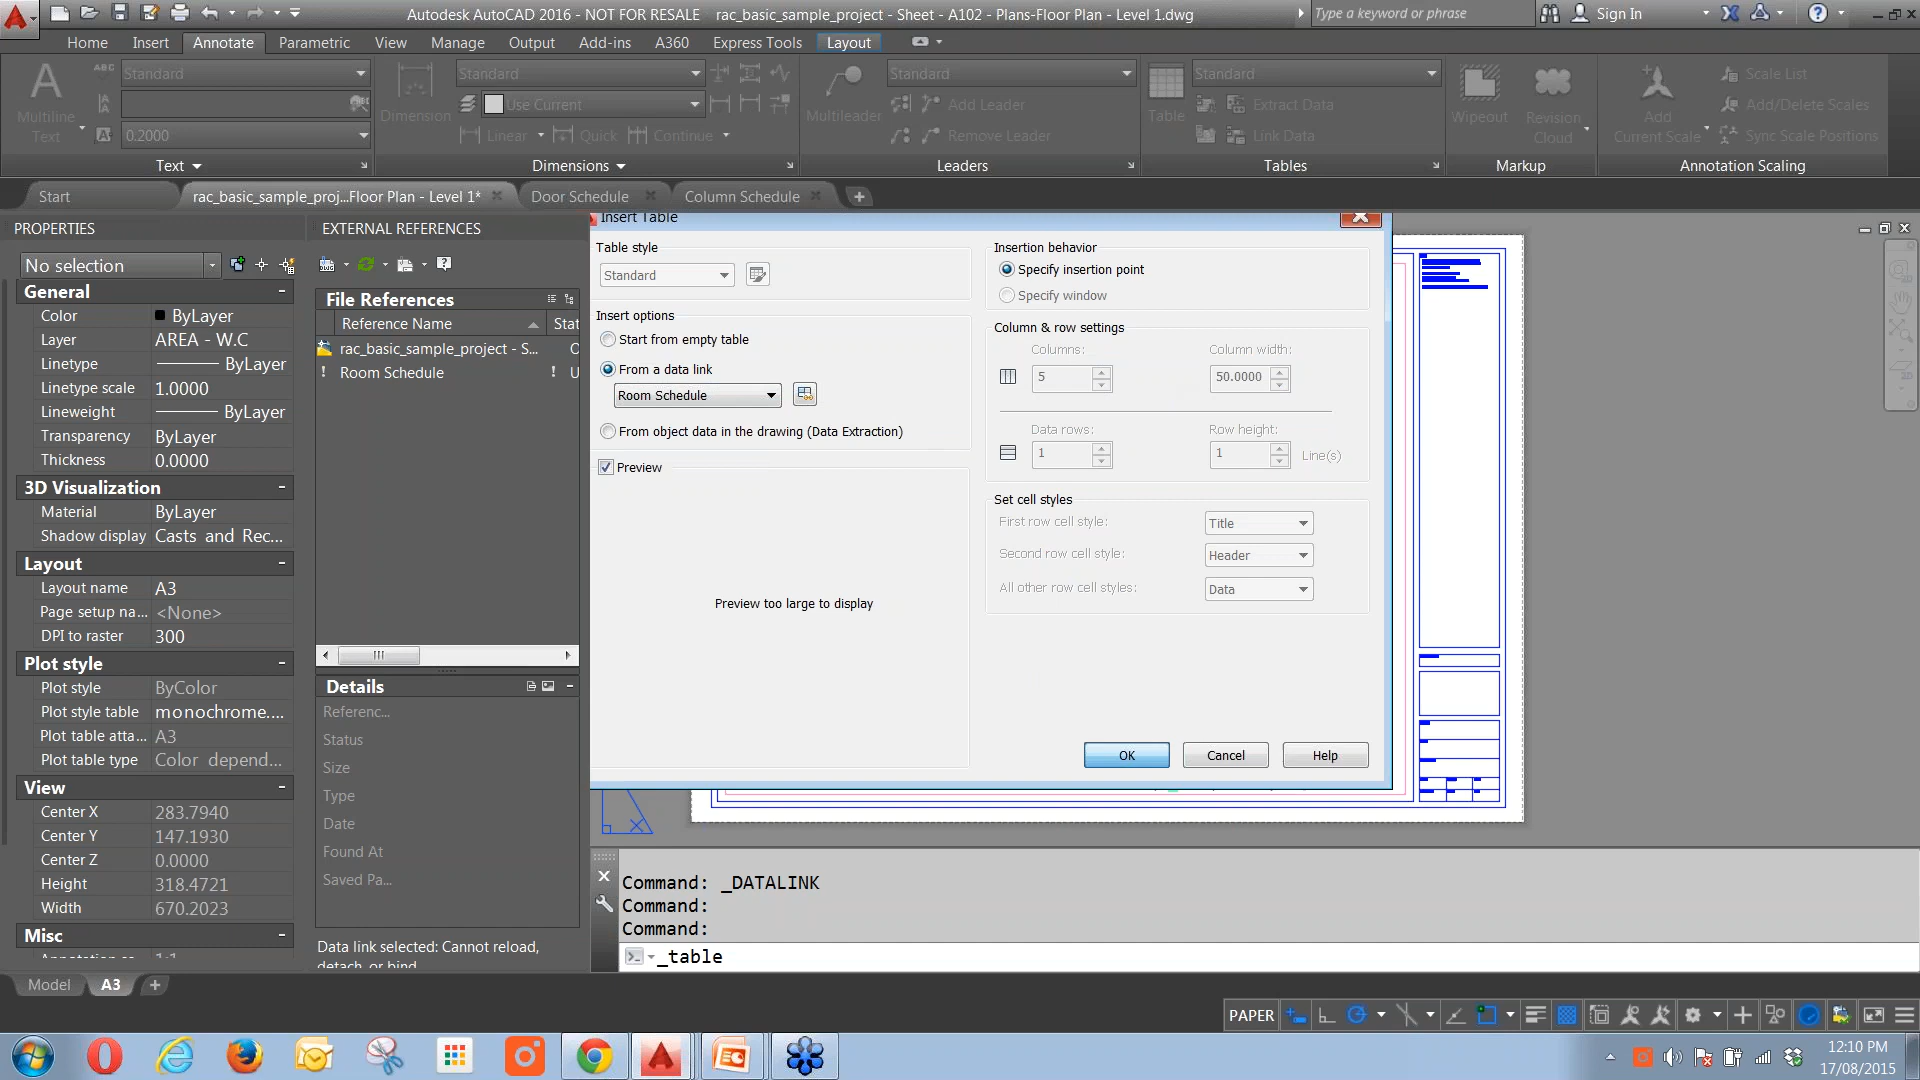 Autodesk AutoCAD 2016 - NOT FOR RESALE    rac_basic_sample_project - Sheet - A102 - Plans-Floor Plan - Level 1.dwg
Type a keyword or phrase
Sign In
Home
Insert
Annotate
Parametric
View
Manage
Output
Add-ins
A360
Express Tools
Layout
Multiline
Text
ABC
Standard
0.2000
Text
Dimension
Standard
Use Current
Linear
Quick
Continue
Dimensions
Multileader
Standard
Add Leader
Remove Leader
Leaders
Table
Standard
Extract Data
Link Data
Tables
Wipeout
Revision
Cloud
Markup
Add
Current Scale
Scale List
Add/Delete Scales
Sync Scale Positions
Annotation Scaling
Start
rac_basic_sample_proj...Floor Plan - Level 1*
Door Schedule
Column Schedule
PROPERTIES
No selection
General
Color ByLayer
Layer AREA - W.C
Linetype ByLayer
Linetype scale 1.0000
Lineweight ByLayer
Transparency ByLayer
Thickness 0.0000
3D Visualization
Material ByLayer
Shadow display Casts and Rec...
Layout
Layout name A3
Page setup na... <None>
DPI to raster 300
Plot style
Plot style ByColor
Plot style table monochrome....
Plot table atta... A3
Plot table type Color depend...
View
Center X 283.7940
Center Y 147.1930
Center Z 0.0000
Height 318.4721
Width 670.2023
Misc
EXTERNAL REFERENCES
File References
Reference Name Stat
rac_basic_sample_project - S... O
! Room Schedule ! U
Details
Referenc...
Status
Size
Type
Date
Found At
Saved Pa...
Data link selected: Cannot reload,
detach, or bind.
Insert Table
Table style
Standard
Insert options
Start from empty table
From a data link
Room Schedule
From object data in the drawing (Data Extraction)
Preview
Preview too large to display
Insertion behavior
Specify insertion point
Specify window
Column & row settings
Columns: Column width:
5 50.0000
Data rows: Row height:
1 1 Line(s)
Set cell styles
First row cell style: Title
Second row cell style: Header
All other row cell styles: Data
OK
Cancel
Help
Command: _DATALINK
Command:
Command:
_table
Model
A3
PAPER
12:10 PM
17/08/2015